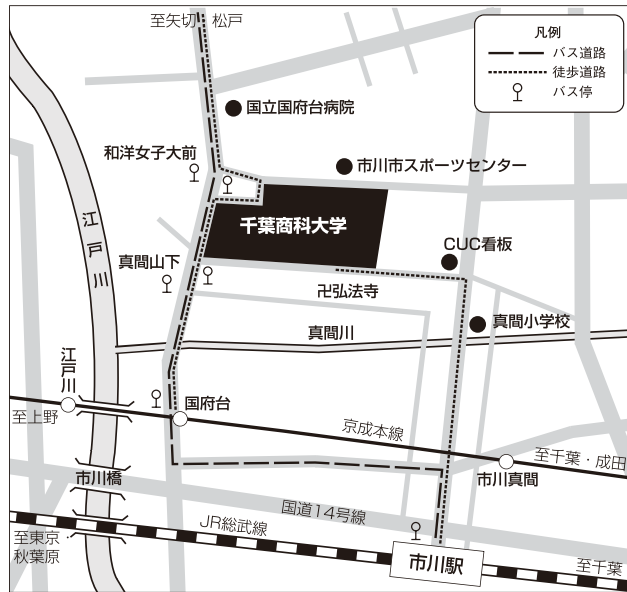 至矢切
松戸
凡例
バス道路
徒歩道路
バス停
国立国府台病院
和洋女子大前
市川市スポーツセンター
江戸川
千葉商科大学
CUC看板
真間山下
卍弘法寺
真間小学校
真間川
江戸川
国府台
至上野
京成本線
至千葉・成田
市川真間
市川橋
国道14号線
JR総武線
至東京・
秋葉原
市川駅
至千葉